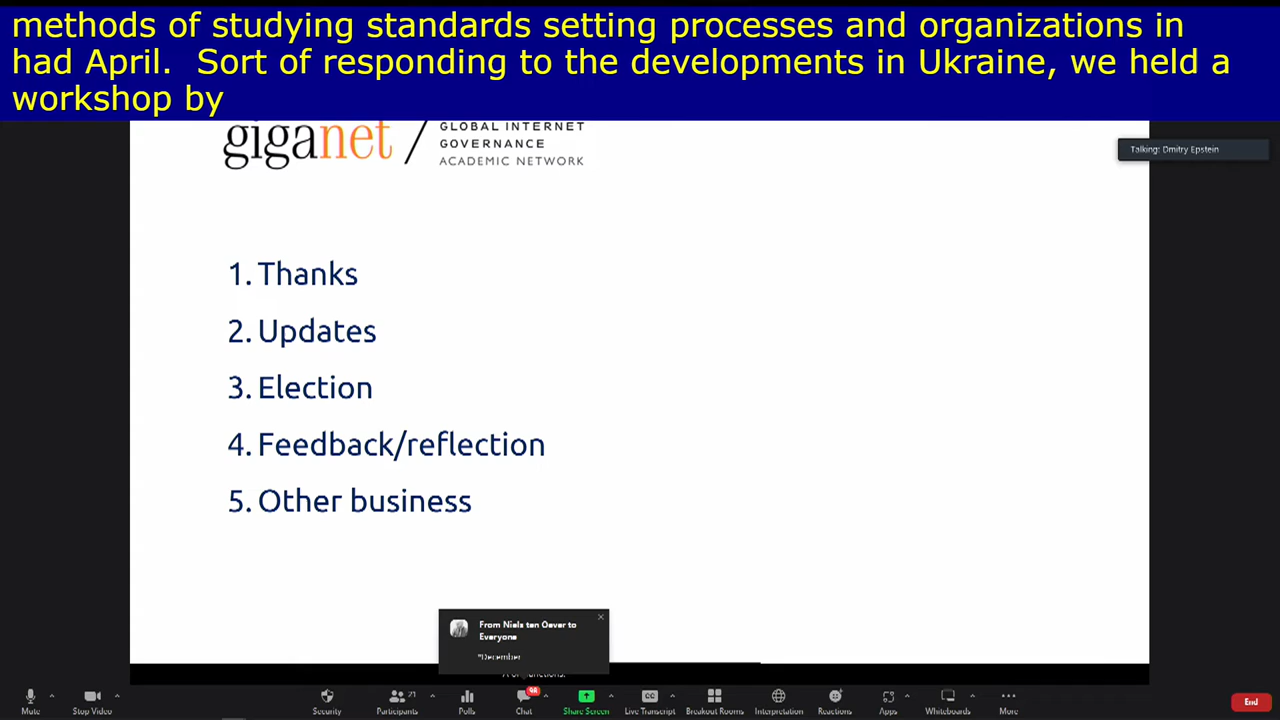 methods of studying standards setting processes and organizations in
had April.  Sort of responding to the developments in Ukraine, we held a
workshop by
giganet / GLOBAL INTERNET
GOVERNANCE
ACADEMIC NETWORK
Talking: Dmitry Epstein
1. Thanks
2. Updates
3. Election
4. Feedback/reflection
5. Other business
From Niels ten Oever to
Everyone
*December
Mute
Stop Video
Security
Participants
71
Polls
Chat
Share Screen
Live Transcript
Breakout Rooms
Interpretation
Reactions
Apps
Whiteboards
More
End